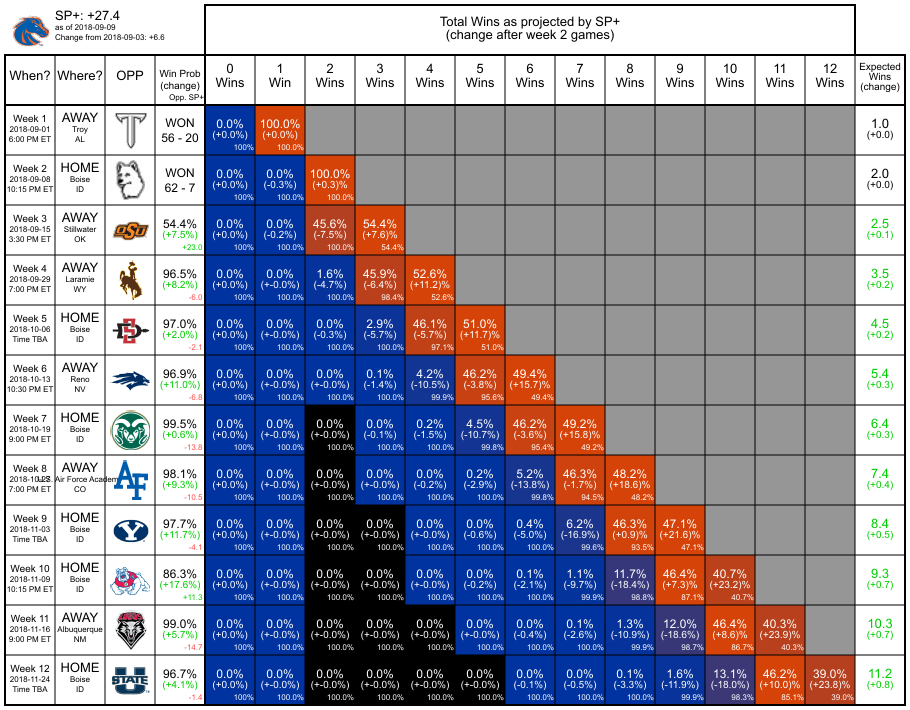 SP+: +27.4
as of 2018-09-09
Change from 2018-09-03: +6.6
Total Wins as projected by SP+
(change after week 2 games)
When? Where? OPP Win Prob (change) Opp. SP+ 0 Wins 1 Win 2 Wins 3 Wins 4 Wins 5 Wins 6 Wins 7 Wins 8 Wins 9 Wins 10 Wins 11 Wins 12 Wins Expected Wins (change)
Week 1 AWAY WON 0.0% 100.0% 1.0
2018-09-01 Troy 56 - 20 (+0.0%) (+0.0%) (+0.0)
6:00 PM ET AL 100% 100.0%
Week 2 HOME WON 0.0% 0.0% 100.0% 2.0
2018-09-08 Boise 62 - 7 (+0.0%) (-0.3%) (+0.3)% (+0.0)
10:15 PM ET ID 100% 100.0% 100.0%
Week 3 AWAY OSU 54.4% 0.0% 0.0% 45.6% 54.4% 2.5
2018-09-15 Stillwater (+7.5%) (+0.0%) (-0.2%) (-7.5%) (+7.6)% (+0.1)
3:30 PM ET OK +23.0 100% 100.0% 100.0% 54.4%
Week 4 AWAY 96.5% 0.0% 0.0% 1.6% 45.9% 52.6% 3.5
2018-09-29 Laramie (+8.2%) (+0.0%) (+-0.0%) (-4.7%) (-6.4%) (+11.2)% (+0.2)
7:00 PM ET WY -6.0 100% 100.0% 100.0% 98.4% 52.6%
Week 5 HOME SD 97.0% 0.0% 0.0% 0.0% 2.9% 46.1% 51.0% 4.5
2018-10-06 Boise (+2.0%) (+0.0%) (+-0.0%) (-0.3%) (-5.7%) (-5.7%) (+11.7)% (+0.2)
Time TBA ID -2.1 100% 100.0% 100.0% 100.0% 97.1% 51.0%
Week 6 AWAY 96.9% 0.0% 0.0% 0.0% 0.1% 4.2% 46.2% 49.4% 5.4
2018-10-13 Reno (+11.0%) (+0.0%) (+-0.0%) (+-0.0%) (-1.4%) (-10.5%) (-3.8%) (+15.7)% (+0.3)
10:30 PM ET NV -6.8 100% 100.0% 100.0% 100.0% 99.9% 95.6% 49.4%
Week 7 HOME 99.5% 0.0% 0.0% 0.0% 0.0% 0.2% 4.5% 46.2% 49.2% 6.4
2018-10-19 Boise (+0.6%) (+0.0%) (+-0.0%) (+-0.0%) (-0.1%) (-1.5%) (-10.7%) (-3.6%) (+15.8)% (+0.3)
9:00 PM ET ID -13.8 100% 100.0% 100.0% 100.0% 100.0% 99.8% 95.4% 49.2%
Week 8 AWAY AF 98.1% 0.0% 0.0% 0.0% 0.0% 0.0% 0.2% 5.2% 46.3% 48.2% 7.4
2018-10-27 U.S. Air Force Academy (+9.3%) (+0.0%) (+-0.0%) (+-0.0%) (+-0.0%) (-0.2%) (-2.9%) (-13.8%) (-1.7%) (+18.6)% (+0.4)
7:00 PM ET CO -10.5 100% 100.0% 100.0% 100.0% 100.0% 100.0% 99.8% 94.5% 48.2%
Week 9 HOME Y 97.7% 0.0% 0.0% 0.0% 0.0% 0.0% 0.0% 0.4% 6.2% 46.3% 47.1% 8.4
2018-11-03 Boise (+11.7%) (+0.0%) (+-0.0%) (+-0.0%) (+-0.0%) (+-0.0%) (-0.6%) (-5.0%) (-16.9%) (+0.9)% (+21.6)% (+0.5)
Time TBA ID -4.1 100% 100.0% 100.0% 100.0% 100.0% 100.0% 100.0% 99.6% 93.5% 47.1%
Week 10 HOME 86.3% 0.0% 0.0% 0.0% 0.0% 0.0% 0.0% 0.1% 1.1% 11.7% 46.4% 40.7% 9.3
2018-11-09 Boise (+17.6%) (+0.0%) (+-0.0%) (+-0.0%) (+-0.0%) (-0.0%) (-0.2%) (-2.1%) (-9.7%) (-18.4%) (+7.3)% (+23.2)% (+0.7)
10:15 PM ET ID +11.3 100% 100.0% 100.0% 100.0% 100.0% 100.0% 100.0% 99.9% 98.8% 87.1% 40.7%
Week 11 AWAY 99.0% 0.0% 0.0% 0.0% 0.0% 0.0% 0.0% 0.0% 0.1% 1.3% 12.0% 46.4% 40.3% 10.3
2018-11-16 Albuquerque (+5.7%) (+0.0%) (+-0.0%) (+-0.0%) (+-0.0%) (+-0.0%) (-0.0%) (-0.4%) (-2.6%) (-10.9%) (-18.6%) (+8.6)% (+23.9)% (+0.7)
9:00 PM ET NM -14.7 100% 100.0% 100.0% 100.0% 100.0% 100.0% 100.0% 100.0% 99.9% 98.7% 86.7% 40.3%
Week 12 HOME U STATE 96.7% 0.0% 0.0% 0.0% 0.0% 0.0% 0.0% 0.0% 0.0% 0.1% 1.6% 13.1% 46.2% 39.0% 11.2
2018-11-24 Boise (+4.1%) (+0.0%) (+-0.0%) (+-0.0%) (+-0.0%) (+-0.0%) (+-0.0%) (-0.1%) (-0.5%) (-3.3%) (-11.9%) (-18.0%) (+10.0)% (+23.8)% (+0.8)
Time TBA ID -1.4 100% 100.0% 100.0% 100.0% 100.0% 100.0% 100.0% 100.0% 100.0% 99.9% 98.3% 85.1% 39.0%